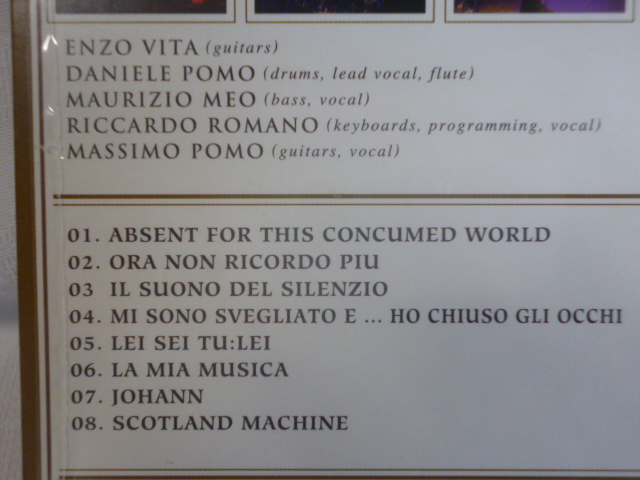 ENZO VITA (guitars)
DANIELE POMO (drums, lead vocal, flute)
MAURIZIO MEO (bass, vocal)
RICCARDO ROMANO (keyboards, programming, vocal)
MASSIMO POMO (guitars, vocal)
01. ABSENT FOR THIS CONCUMED WORLD
02. ORA NON RICORDO PIU
03 IL SUONO DEL SILENZIO
04. MI SONO SVEGLIATO E ... HO CHIUSO GLI OCCHI
05. LEI SEI TU:LEI
06. LA MIA MUSICA
07. JOHANN
08. SCOTLAND MACHINE